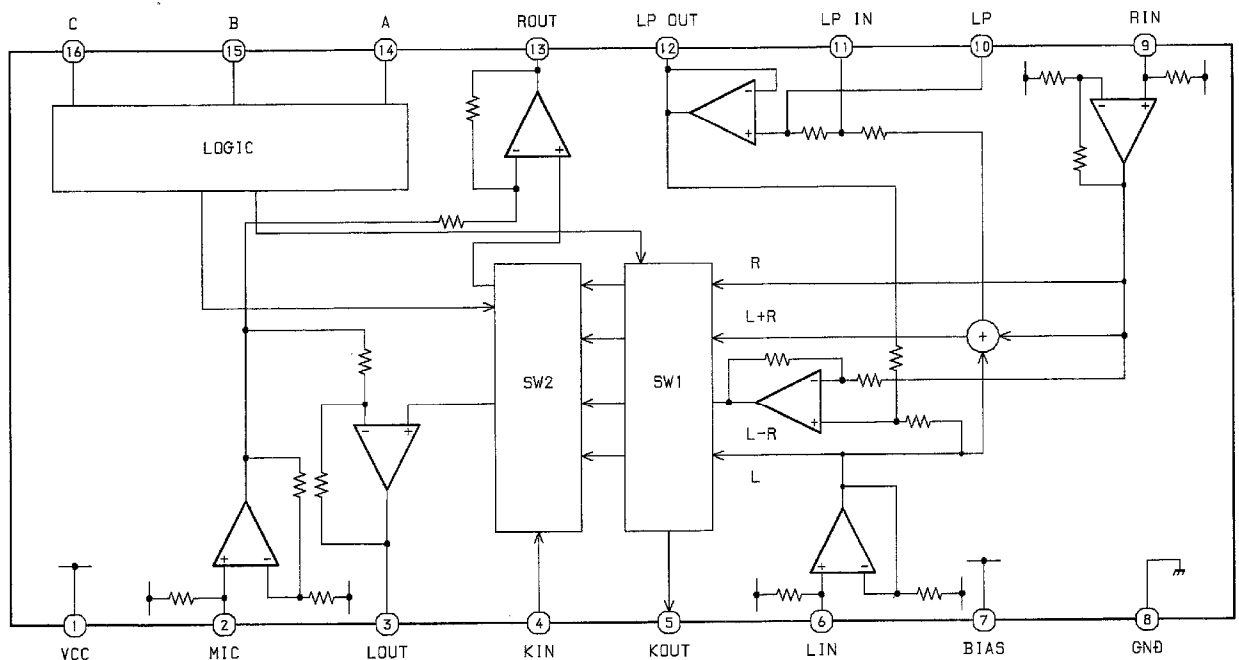 C B A ROUT LP OUT LP IN LP RIN
16 15 14 13 12 11 10 9
- +
-
+
- +
LOGIC
R
L+R
+
SW2 SW1
-
+
- +
L-R
L
+ -
+ -
1 2 3 4 5 6 7 8
VCC MIC LOUT KIN KOUT LIN BIAS GND